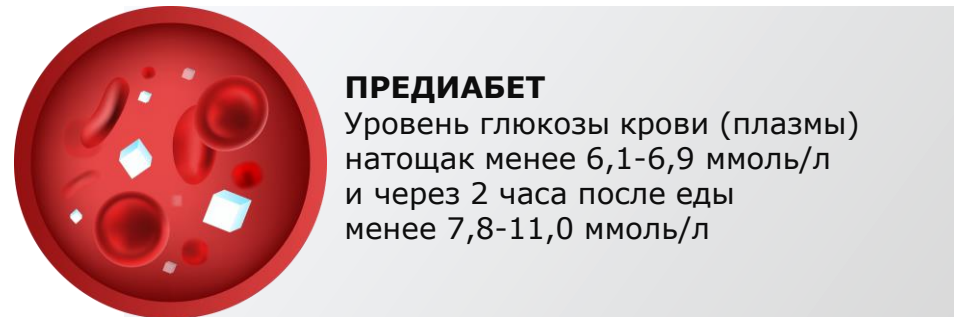 ПРЕДИАБЕТ
Уровень глюкозы крови (плазмы)
натощак менее 6,1-6,9 ммоль/л
и через 2 часа после еды
менее 7,8-11,0 ммоль/л